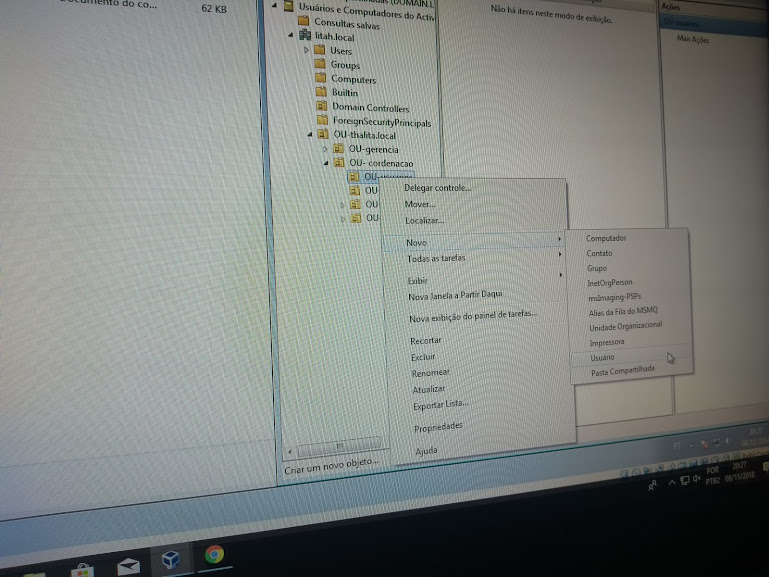 ocumento do co...
62 KB
Usuários e Computadores do Activ
Consultas salvas
litah.local
Users
Groups
Computers
Builtin
Domain Controllers
ForeignSecurityPrincipals
OU-thalita.local
OU-gerencia
OU- cordenacao
OU-
OU-
OU-
OU-
Não há itens neste modo de exibição.
Ações
Mais Ações
Delegar controle...
Mover...
Localizar...
Novo
Todas as tarefas
Exibir
Nova Janela a Partir Daqui
Nova exibição do painel de tarefas...
Recortar
Excluir
Renomear
Atualizar
Exportar Lista...
Propriedades
Ajuda
Computador
Contato
Grupo
InetOrgPerson
msImaging-PSPs
Alias da Fila do MSMQ
Unidade Organizacional
Impressora
Usuário
Pasta Compartilhada
Criar um novo objeto...
PT
20:27
POR
PTB2
20:27
08/11/2018